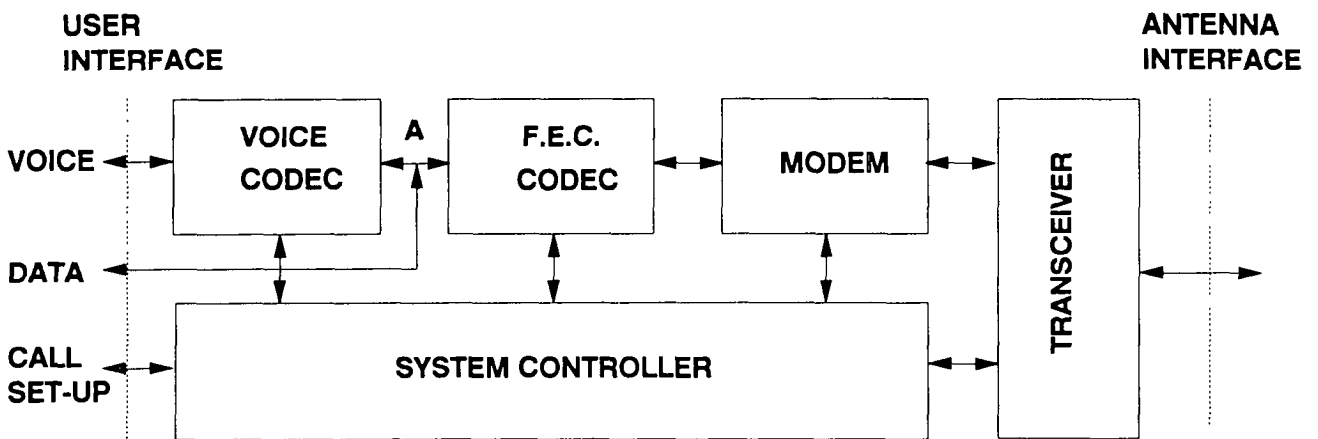 USER
INTERFACE
ANTENNA
INTERFACE
VOICE
VOICE
CODEC
A
F.E.C.
CODEC
MODEM
TRANSCEIVER
DATA
CALL
SET-UP
SYSTEM CONTROLLER